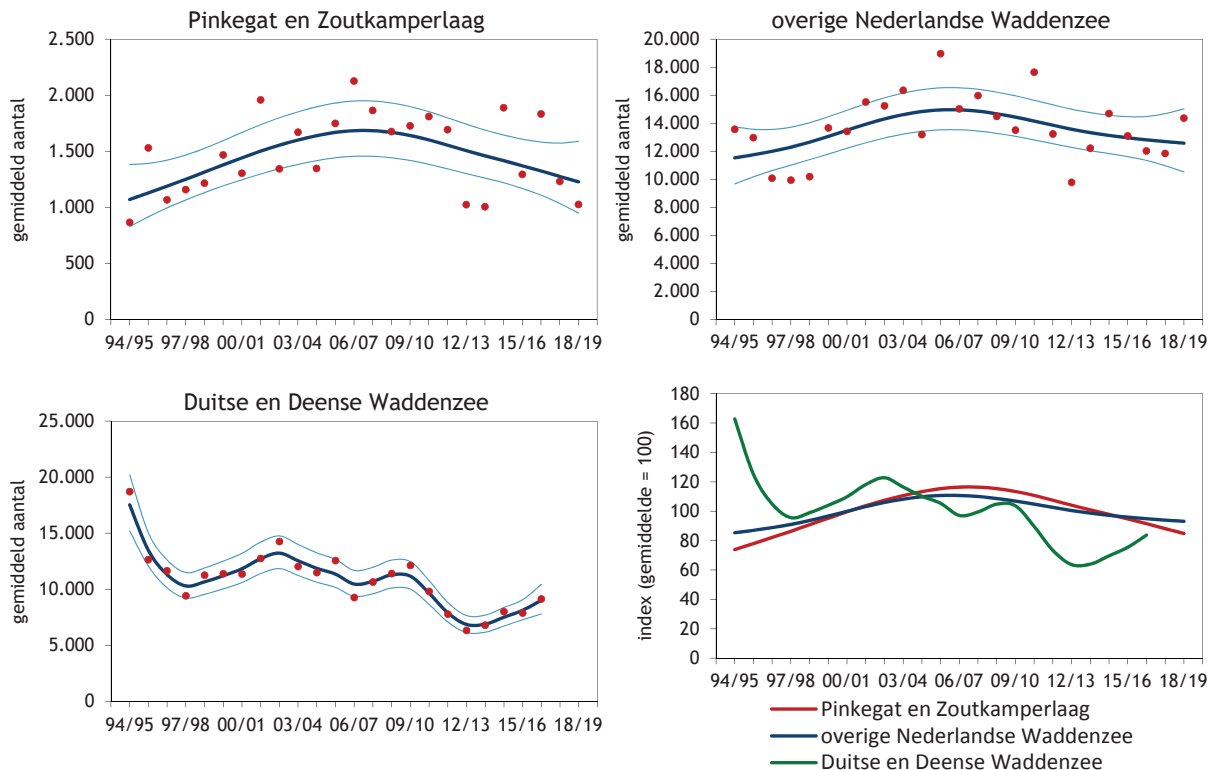 Pinkegat en Zoutkamperlaag
gemiddeld aantal
2.500
2.000
1.500
1.000
500
0
94/95 97/98 00/01 03/04 06/07 09/10 12/13 15/16 18/19
overige Nederlandse Waddenzee
gemiddeld aantal
20.000
18.000
16.000
14.000
12.000
10.000
8.000
6.000
4.000
2.000
0
94/95 97/98 00/01 03/04 06/07 09/10 12/13 15/16 18/19
Duitse en Deense Waddenzee
gemiddeld aantal
25.000
20.000
15.000
10.000
5.000
0
94/95 97/98 00/01 03/04 06/07 09/10 12/13 15/16 18/19
index (gemiddelde = 100)
180
160
140
120
100
80
60
40
20
0
94/95 97/98 00/01 03/04 06/07 09/10 12/13 15/16 18/19
Pinkegat en Zoutkamperlaag
overige Nederlandse Waddenzee
Duitse en Deense Waddenzee